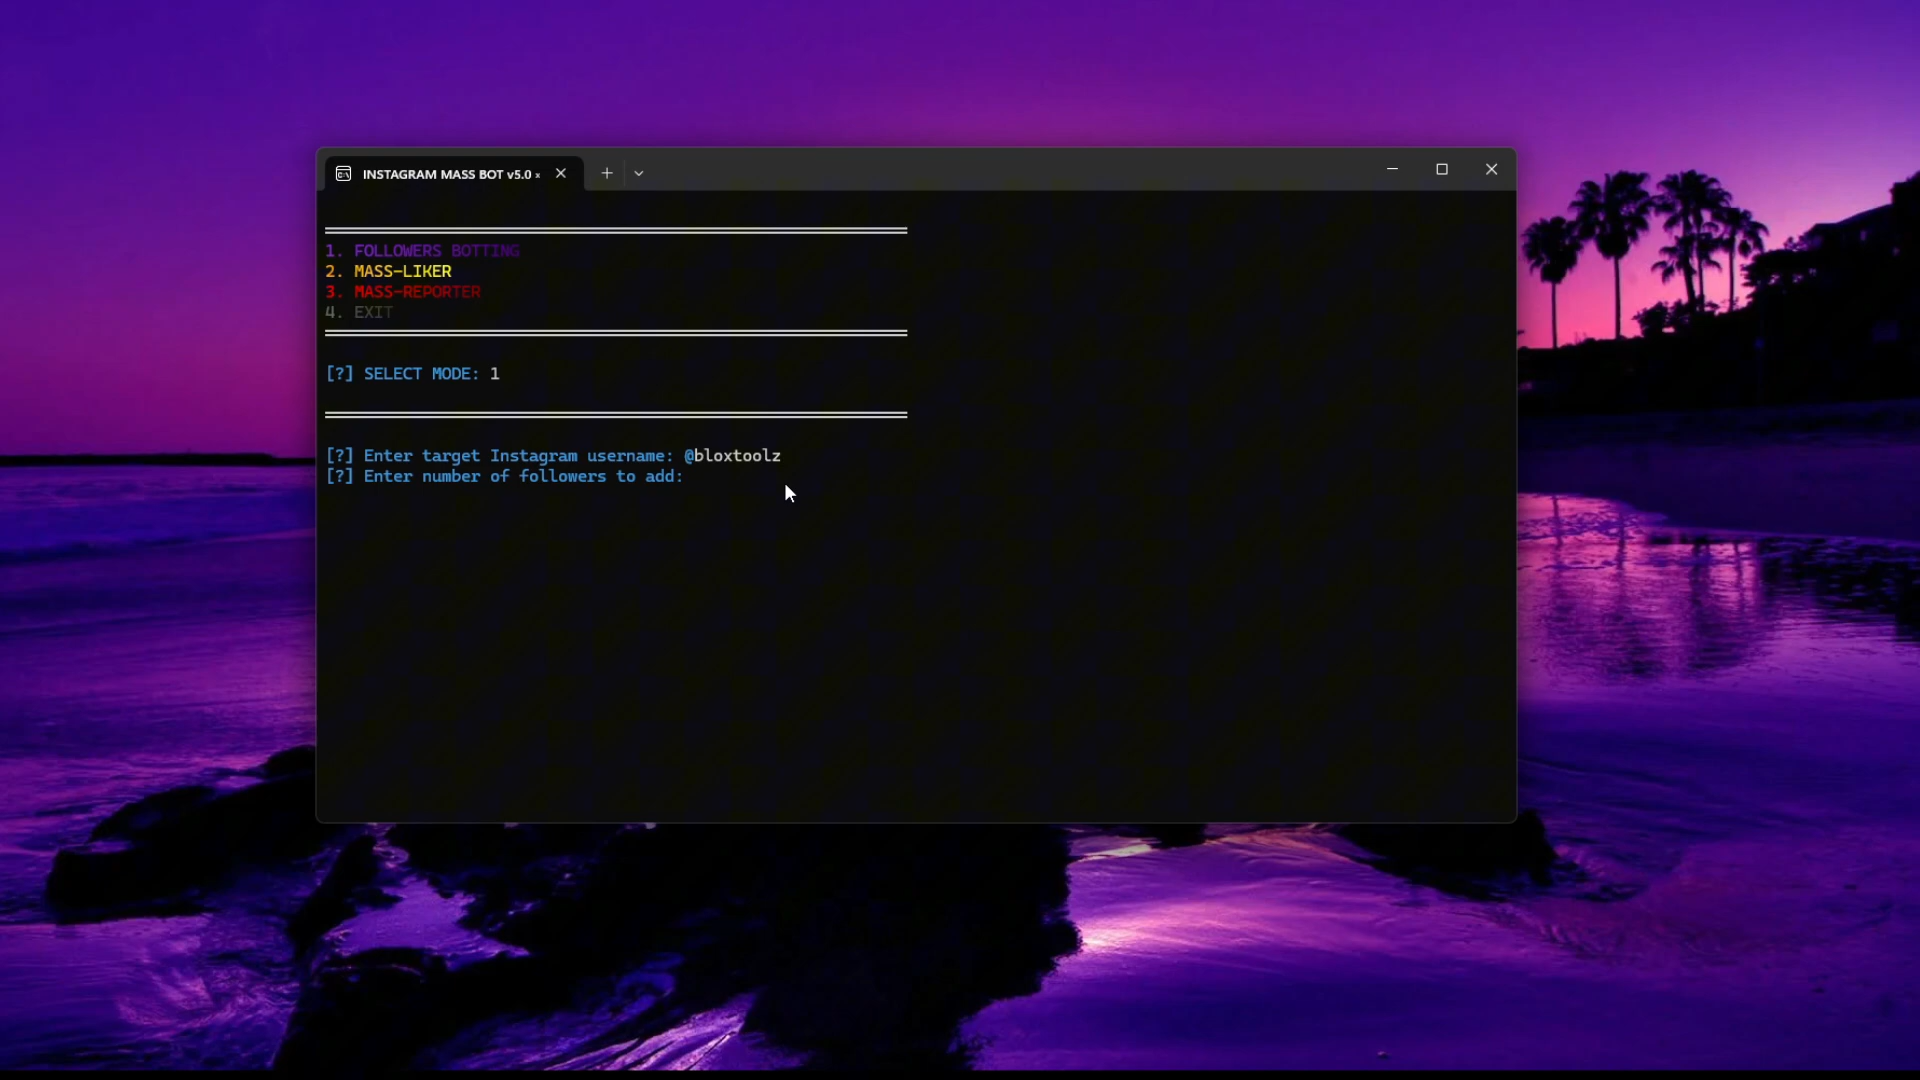 INSTAGRAM MASS BOT v5.0 ×
1. FOLLOWERS BOTTING
2. MASS-LIKER
3. MASS-REPORTER
4. EXIT
[?] SELECT MODE: 1
[?] Enter target Instagram username: @bloxtoolz
[?] Enter number of followers to add: